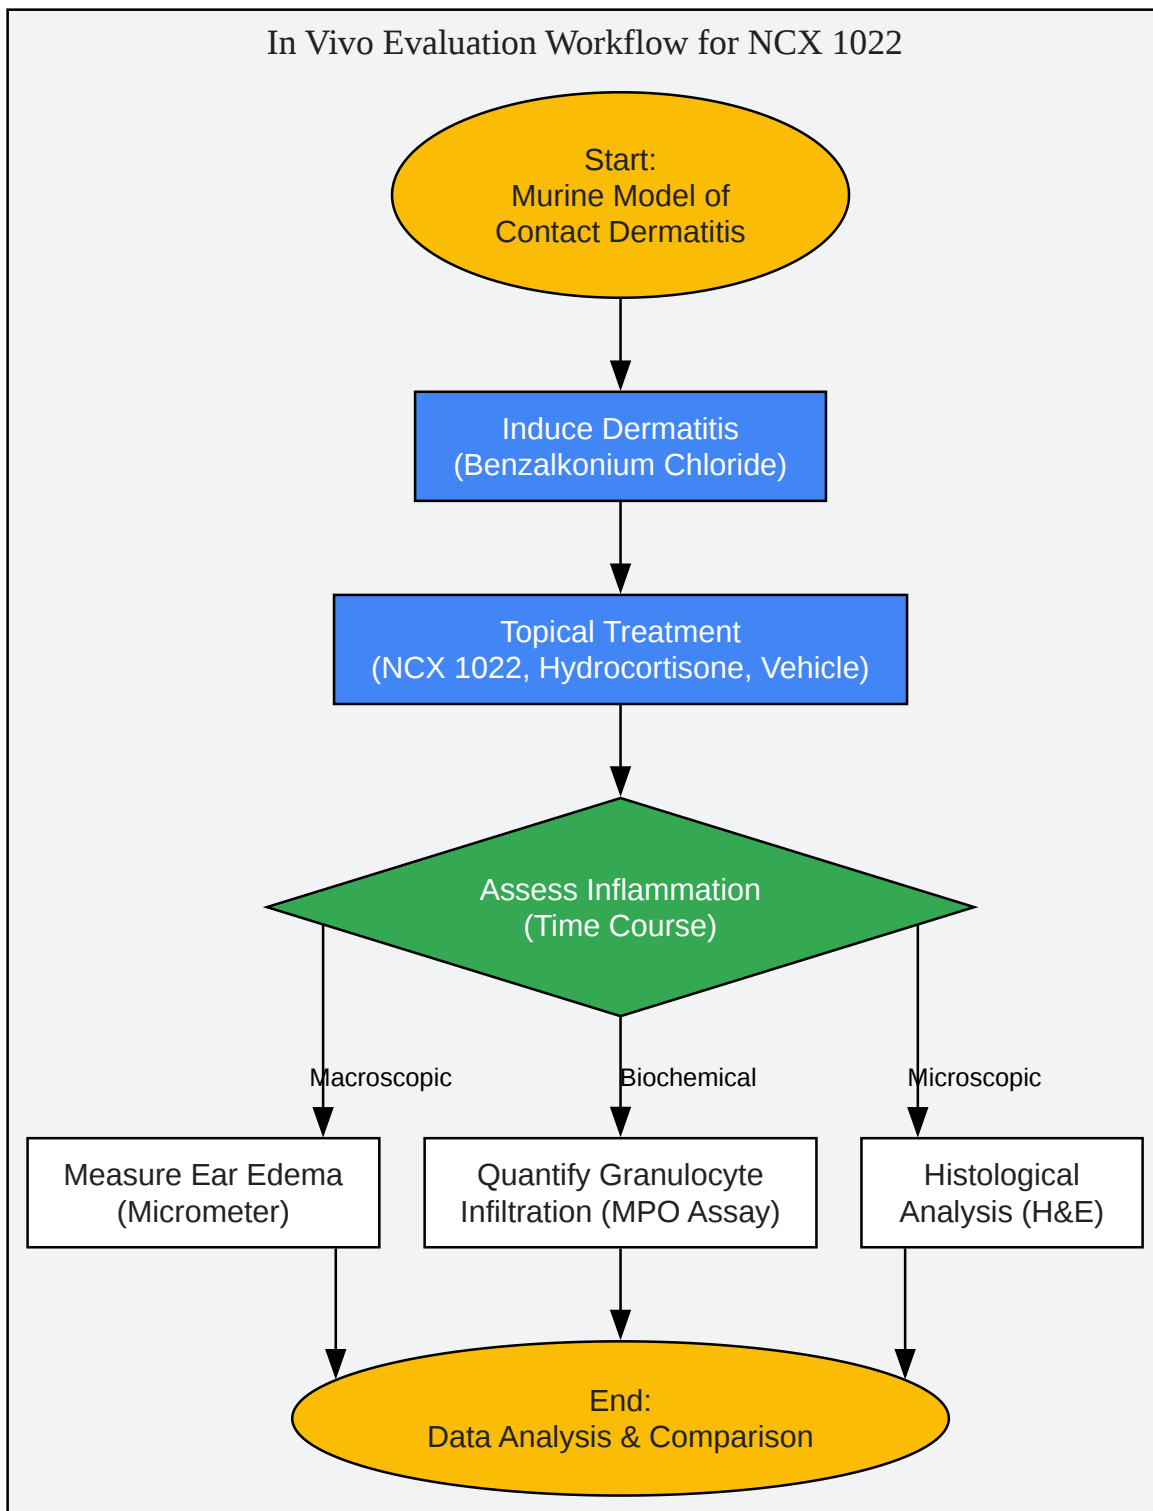 In Vivo Evaluation Workflow for NCX 1022
Start:
Murine Model of
Contact Dermatitis
Induce Dermatitis
(Benzalkonium Chloride)
Topical Treatment
(NCX 1022, Hydrocortisone, Vehicle)
Assess Inflammation
(Time Course)
Macroscopic
Biochemical
Microscopic
Measure Ear Edema
(Micrometer)
Quantify Granulocyte
Infiltration (MPO Assay)
Histological
Analysis (H&E)
End:
Data Analysis & Comparison